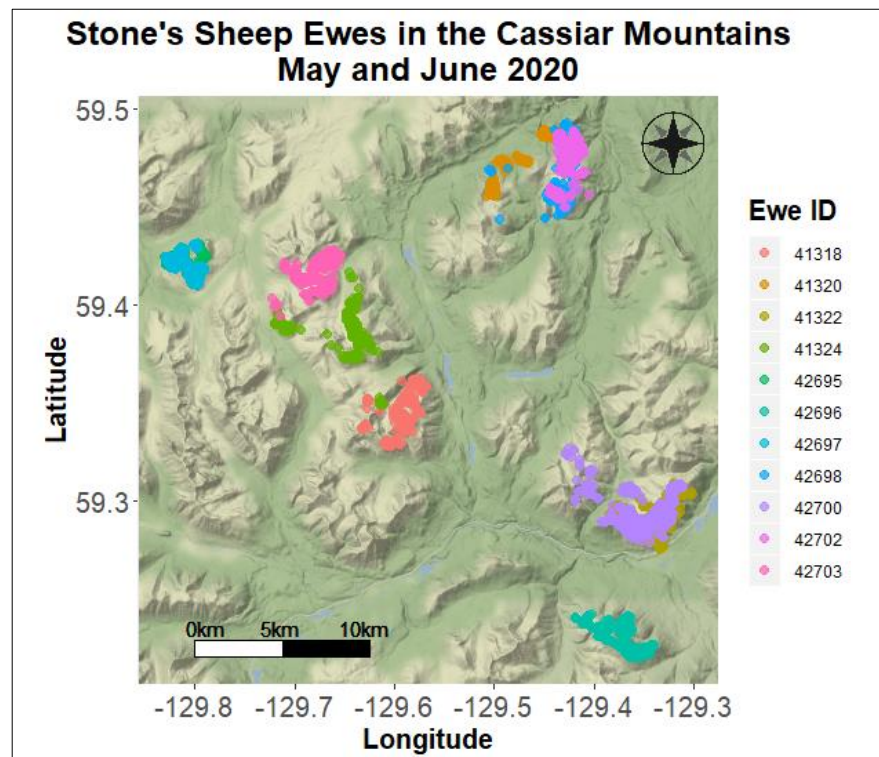 Stone's Sheep Ewes in the Cassiar Mountains
May and June 2020
59.5
59.4
59.3
Latitude
0km 5km 10km
-129.8 -129.7 -129.6 -129.5 -129.4 -129.3
Longitude
Ewe ID
41318
41320
41322
41324
42695
42696
42697
42698
42700
42702
42703